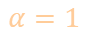 α = 1